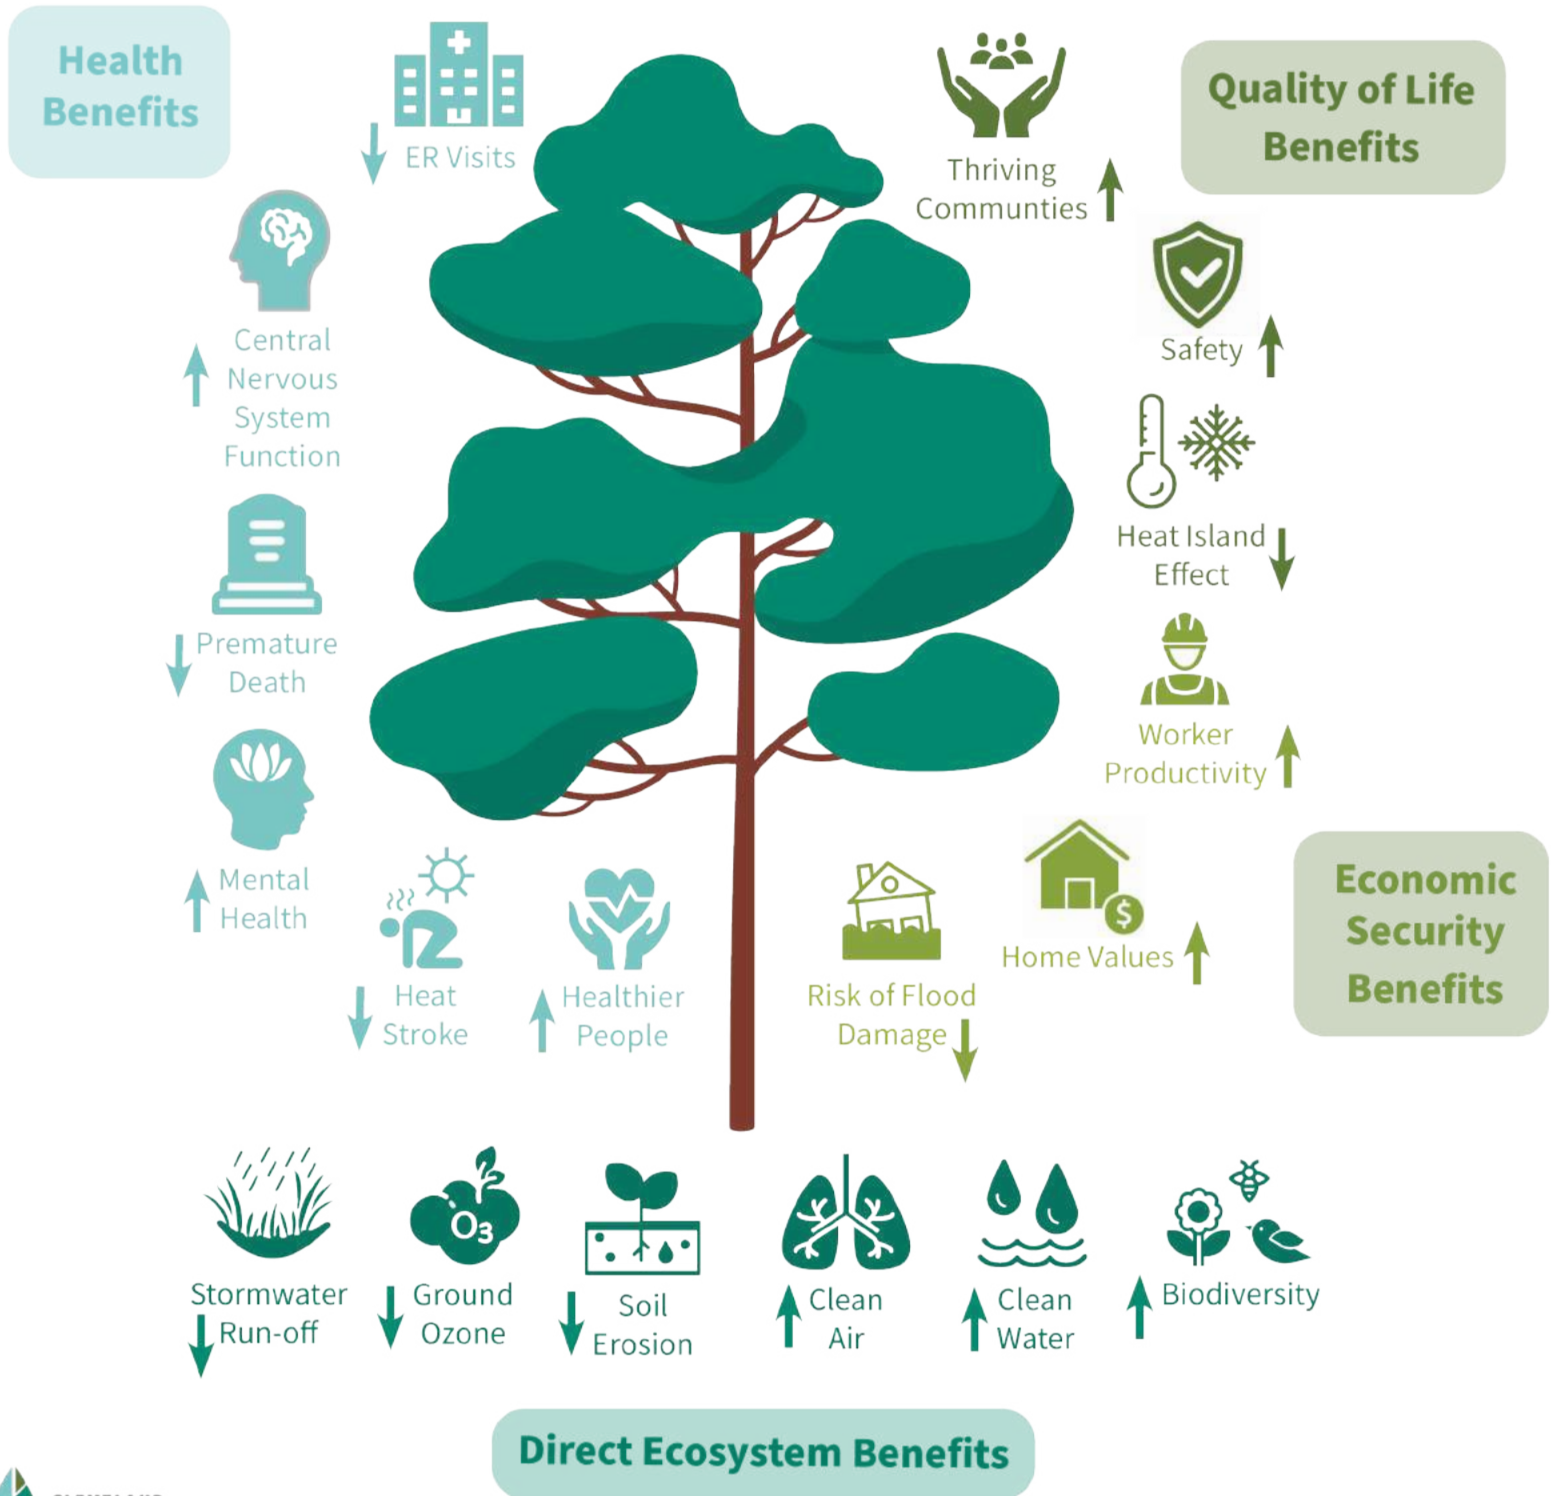 Health
Benefits
ER Visits
Central
Nervous
System
Function
Premature
Death
Mental
Health
Heat
Stroke
Healthier
People
Quality of Life
Benefits
Thriving
Communties
Safety
Heat Island
Effect
Worker
Productivity
Home Values
$
Risk of Flood
Damage
Economic
Security
Benefits
Stormwater
Run-off
O3
Ground
Ozone
Soil
Erosion
Clean
Air
Clean
Water
Biodiversity
Direct Ecosystem Benefits